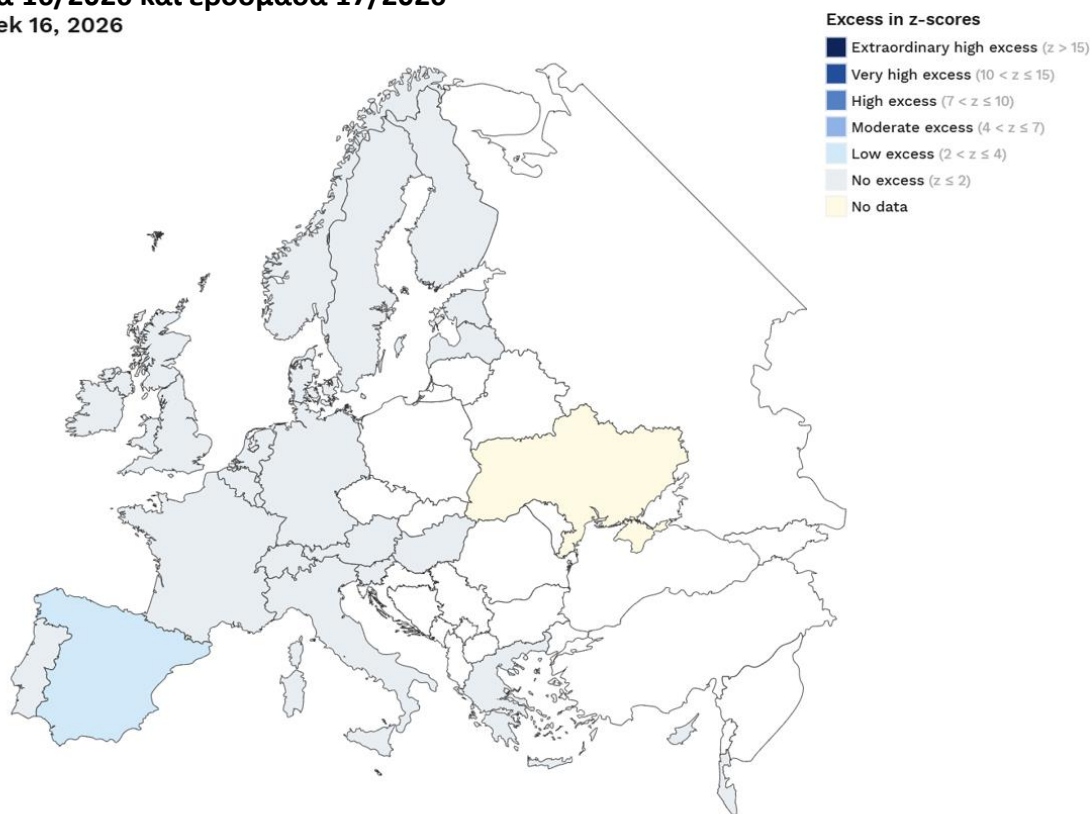 16/2026 και εβδομάδα 17/2026
ek 16, 2026
Excess in z-scores
Extraordinary high excess (z > 15)
Very high excess (10 < z ≤ 15)
High excess (7 < z ≤ 10)
Moderate excess (4 < z ≤ 7)
Low excess (2 < z ≤ 4)
No excess (z ≤ 2)
No data